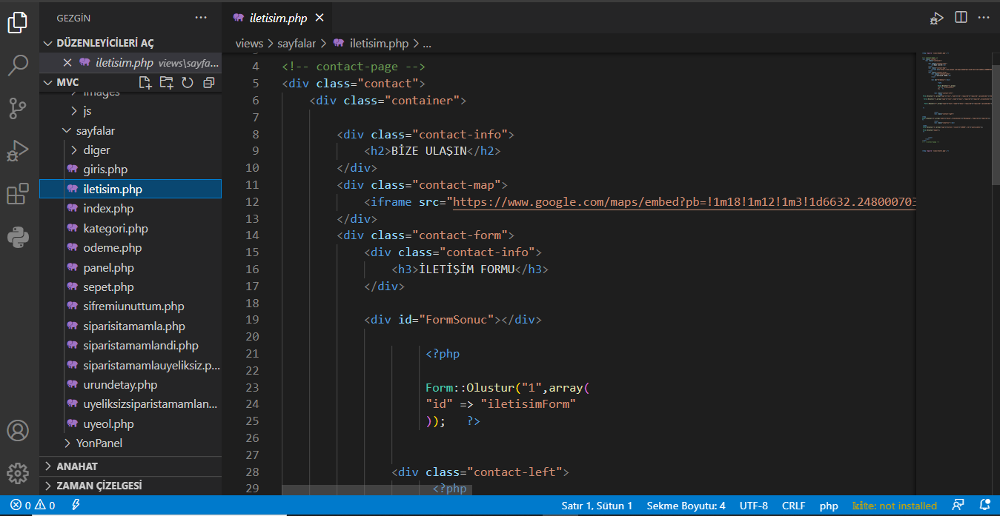 GEZGİN
DÜZENLEYİCİLERİ AÇ
iletisim.php views\sayfa...
MVC
images
js
sayfalar
diger
giris.php
iletisim.php
index.php
kategori.php
odeme.php
panel.php
sepet.php
sifremiunuttum.php
siparisitamamla.php
siparistamamlandi.php
siparistamamlauyeliksiz.p...
urundetay.php
uyeliksizsiparistamamlan...
uyeol.php
YonPanel
ANAHAT
ZAMAN ÇİZELGESİ
iletisim.php
views > sayfalar > iletisim.php > ...
4 <!-- contact-page -->
5 <div class="contact">
6 <div class="container">
7
8 <div class="contact-info">
9 <h2>BİZE ULAŞIN</h2>
10 </div>
11 <div class="contact-map">
12 <iframe src="https://www.google.com/maps/embed?pb=!1m18!1m12!1m3!1d6632.248000703
13 </div>
14 <div class="contact-form">
15 <div class="contact-info">
16 <h3>İLETİŞİM FORMU</h3>
17 </div>
18
19 <div id="FormSonuc"></div>
20
21 <?php
22
23 Form::Olustur("1",array(
24 "id" => "iletisimForm"
25 )); ?>
26
27
28 <div class="contact-left">
29 <?php
0 0
Satır 1, Sütun 1 Sekme Boyutu: 4 UTF-8 CRLF php kite: not installed